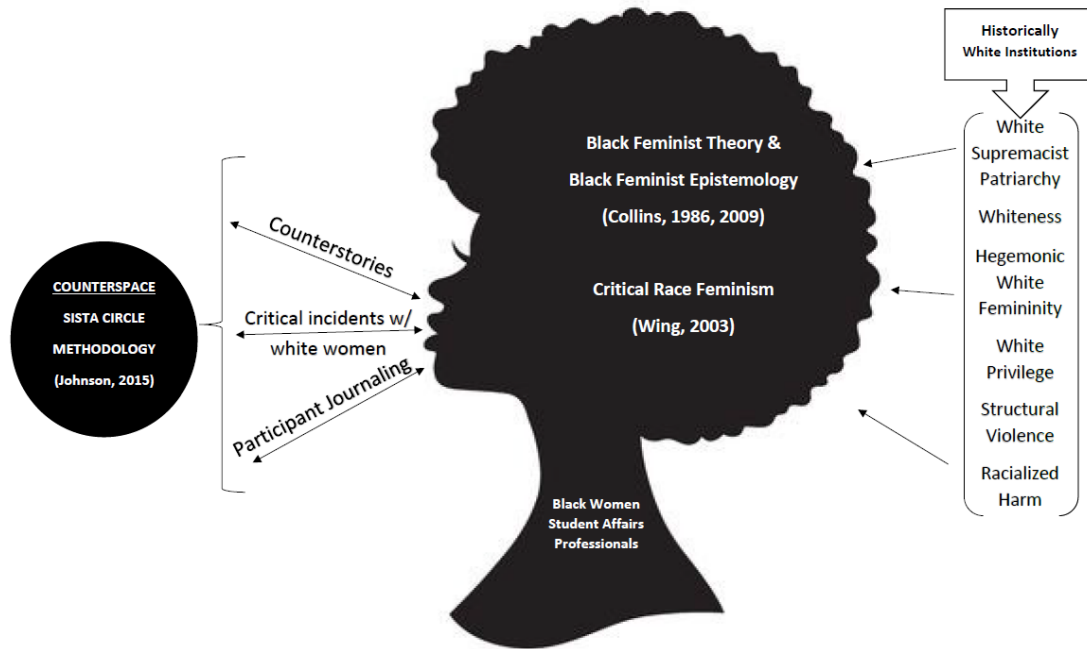 COUNTERSPACE
SISTA CIRCLE
METHODOLOGY
(Johnson, 2015)
Counterstories
Critical incidents w/
white women
Participant Journaling
Black Feminist Theory &
Black Feminist Epistemology
(Collins, 1986, 2009)
Critical Race Feminism
(Wing, 2003)
Black Women
Student Affairs
Professionals
Historically
White Institutions
White
Supremacist
Patriarchy
Whiteness
Hegemonic
White
Femininity
White
Privilege
Structural
Violence
Racialized
Harm